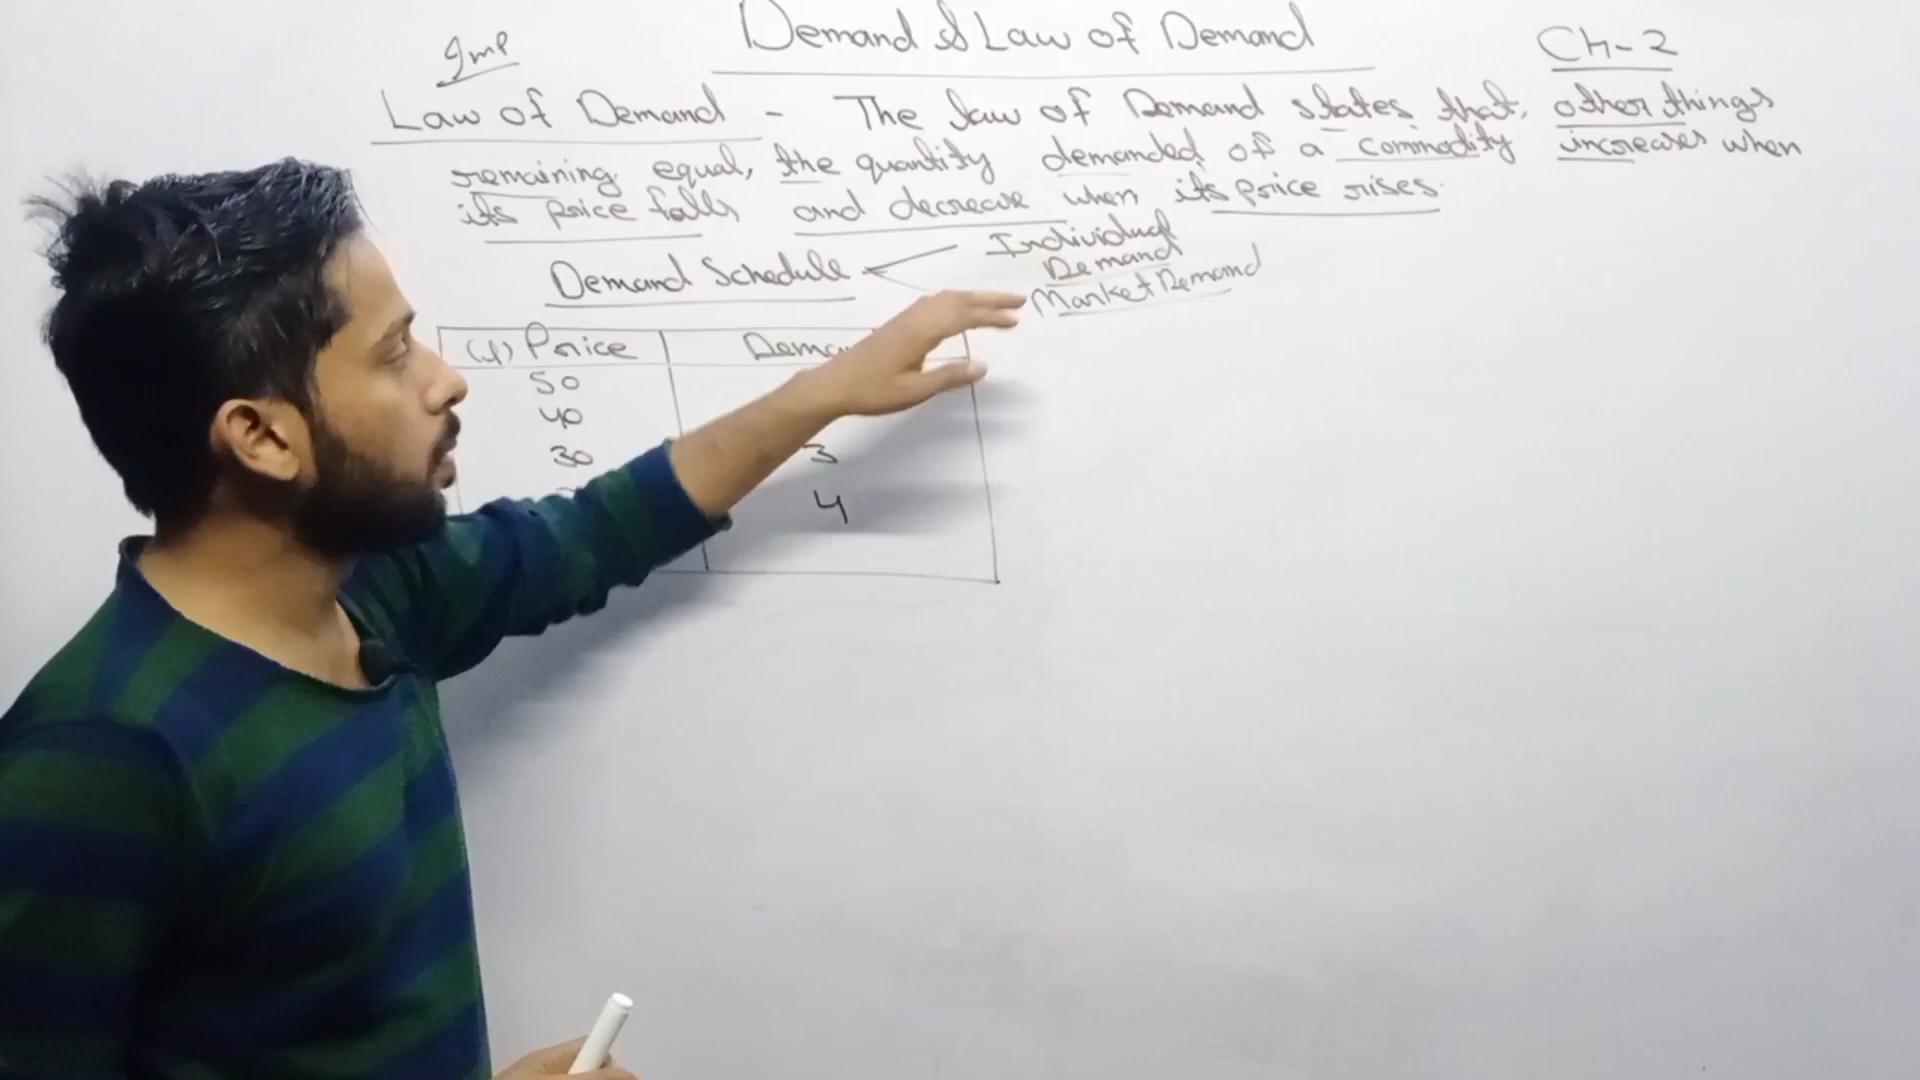 Demand & Law of Demand
Imp
Ch-2
Law of Demand - The law of Demand states that, other things
remaining equal, the quantity demanded of a commodity increases when
its price falls and decrease when its price rises.
Demand Schedule
Individual
Demand
Market Demand
Price
50
40
30 3
4